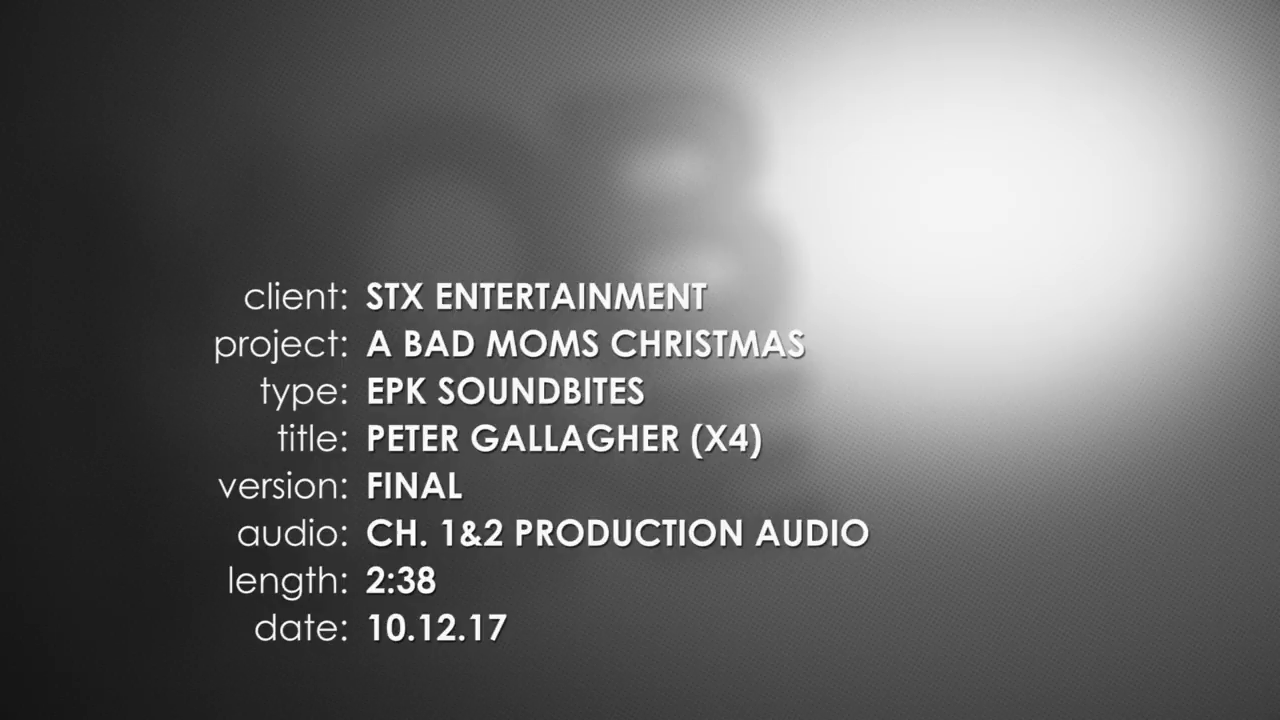 client: STX ENTERTAINMENT
project: A BAD MOMS CHRISTMAS
type: EPK SOUNDBITES
title: PETER GALLAGHER (X4)
version: FINAL
audio: CH. 1&2 PRODUCTION AUDIO
length: 2:38
date: 10.12.17